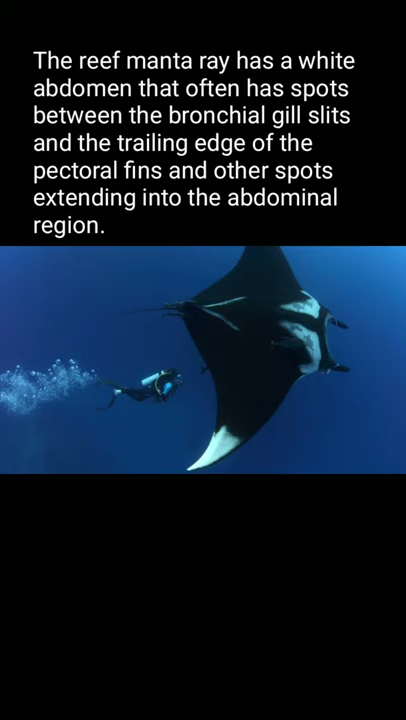 The reef manta ray has a white
abdomen that often has spots
between the bronchial gill slits
and the trailing edge of the
pectoral fins and other spots
extending into the abdominal
region.